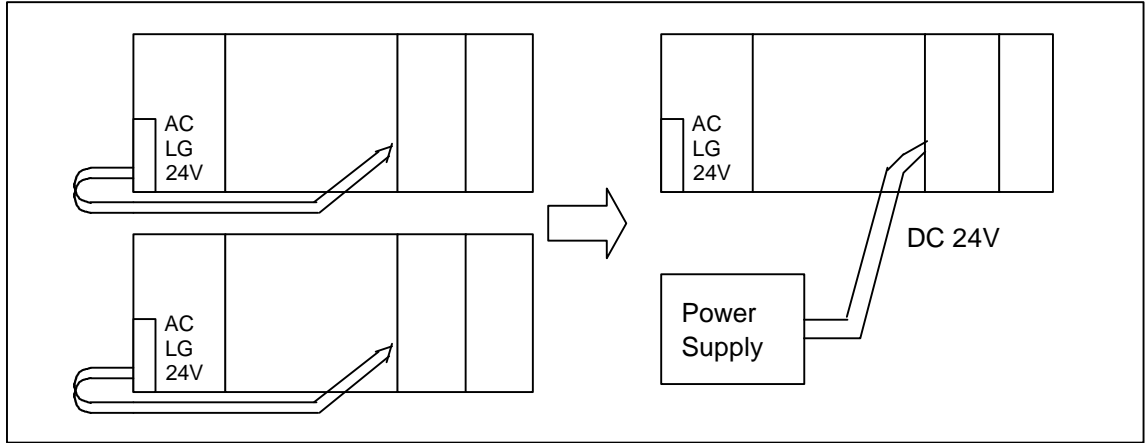 AC
LG
24V
AC
LG
24V
AC
LG
24V
DC 24V
Power
Supply